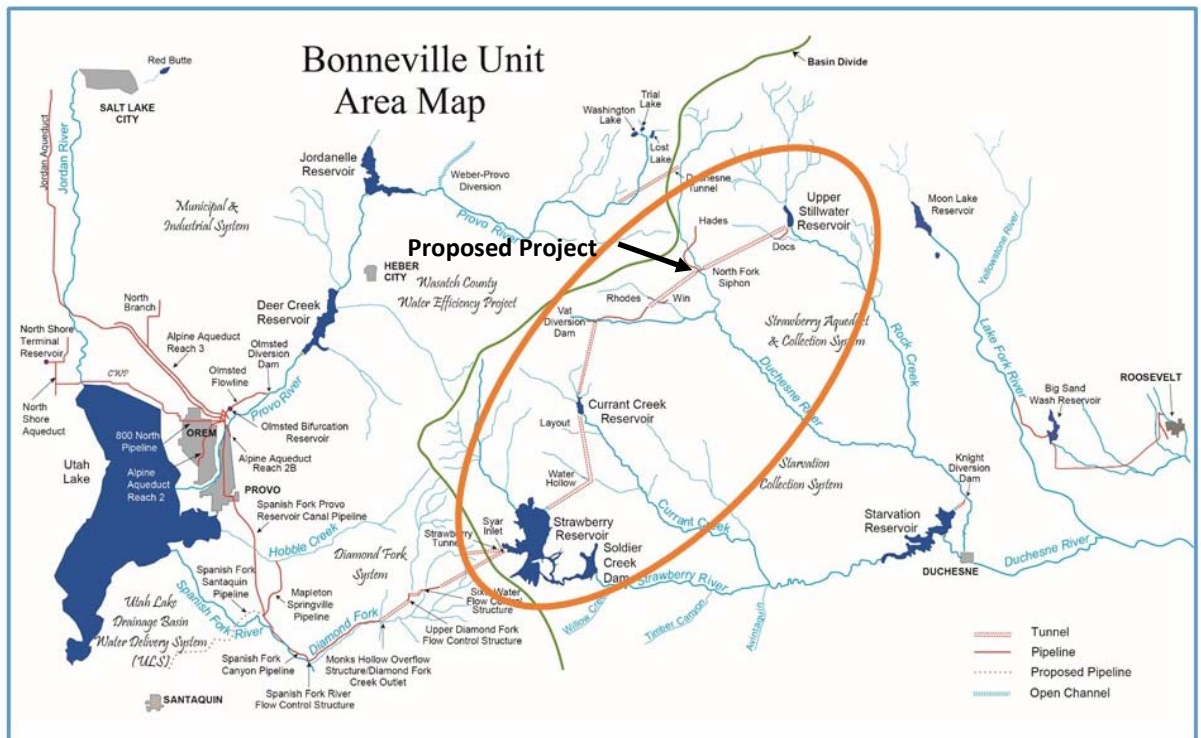 Bonneville Unit
Area Map
Basin Divide
Red Butte
SALT LAKE
CITY
Jordan Aqueduct
Jordan River
Trial
Lake
Washington
Lake
Lost
Lake
Duchesne
Tunnel
Jordanelle
Reservoir
Weber-Provo
Diversion
Municipal &
Industrial System
Provo River
Proposed Project
Hades
Upper
Stillwater
Reservoir
Docs
Moon Lake
Reservoir
Yellowstone River
HEBER
CITY
Wasatch County
Water Efficiency Project
North Fork
Siphon
North
Branch
Deer Creek
Reservoir
Rhodes
Win
Vat
Diversion
Dam
Strawberry Aqueduct
& Collection System
Rock Creek
Lake Fork River
North Shore
Terminal
Reservoir
Alpine Aqueduct
Reach 3
Olmsted
Diversion
Dam
Olmsted
Flowline
CWP
Provo River
North
Shore
Aqueduct
Olmsted Bifurcation
Reservoir
800 North
Pipeline
OREM
Alpine Aqueduct
Reach 2B
Alpine
Aqueduct
Reach 2
Utah
Lake
PROVO
Currant Creek
Reservoir
Layout
Duchesne River
Big Sand
Wash Reservoir
ROOSEVELT
Water
Hollow
Starvation
Collection System
Knight
Diversion
Dam
Spanish Fork Provo
Reservoir Canal Pipeline
Hobble Creek
Strawberry
Tunnel
Syar
Inlet
Strawberry
Reservoir
Currant Creek
Starvation
Reservoir
Diamond Fork
System
Soldier
Creek
Dam
Strawberry River
DUCHESNE
Duchesne River
Spanish Fork
Santaquin
Pipeline
Mapleton
Springville
Pipeline
Sixth Water
Flow Control
Structure
Willow Creek
Timber Canyon
Avintaquin
Utah Lake
Drainage Basin
Water Delivery System
(ULS)
Spanish Fork River
Diamond Fork
Upper Diamond Fork
Flow Control Structure
Spanish Fork
Canyon Pipeline
Monks Hollow Overflow
Structure/Diamond Fork
Creek Outlet
Spanish Fork River
Flow Control Structure
SANTAQUIN
Tunnel
Pipeline
Proposed Pipeline
Open Channel